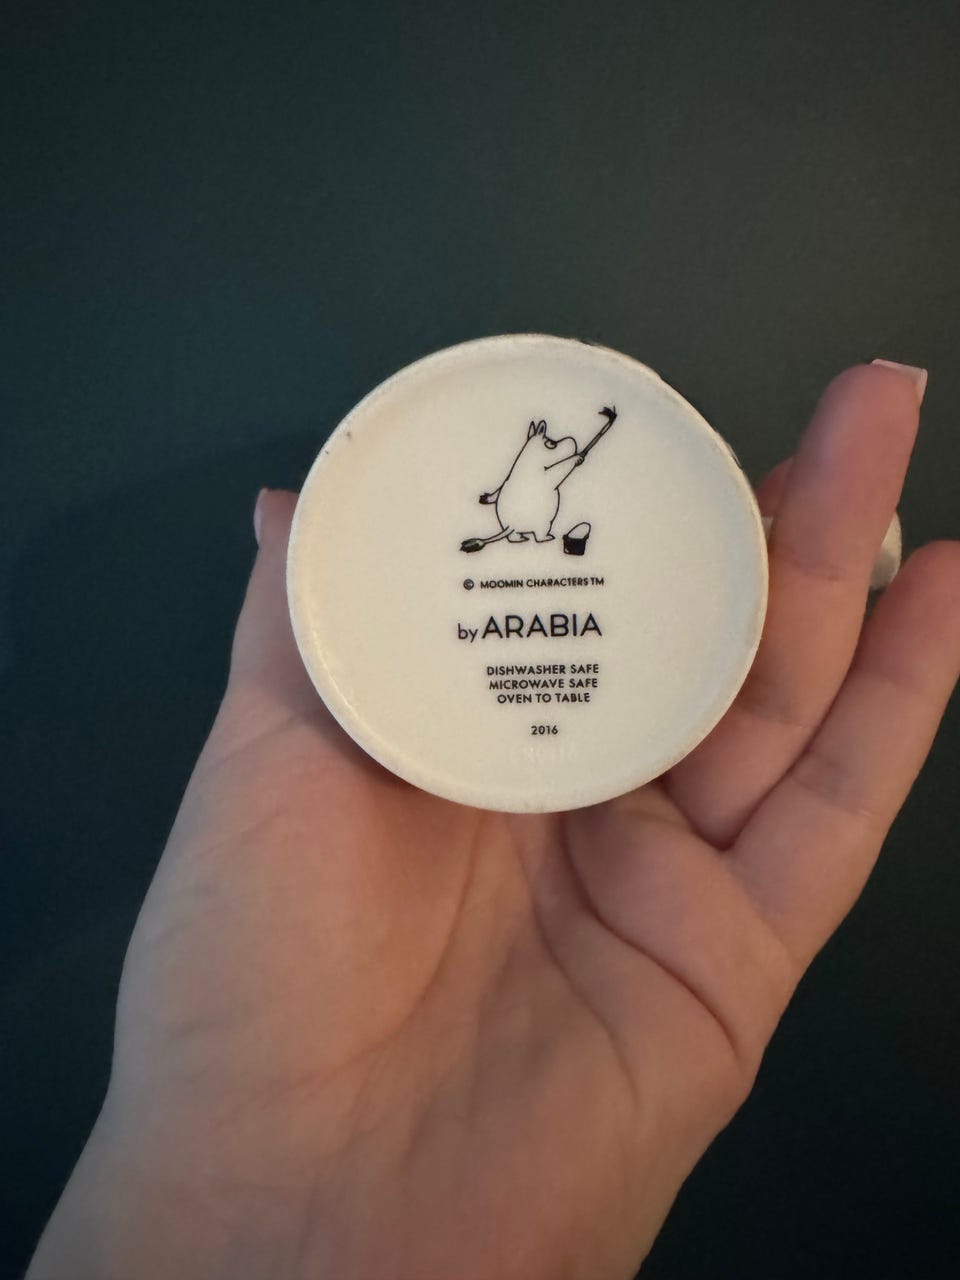 © MOOMIN CHARACTERS TM
by ARABIA
DISHWASHER SAFE
MICROWAVE SAFE
OVEN TO TABLE
2016